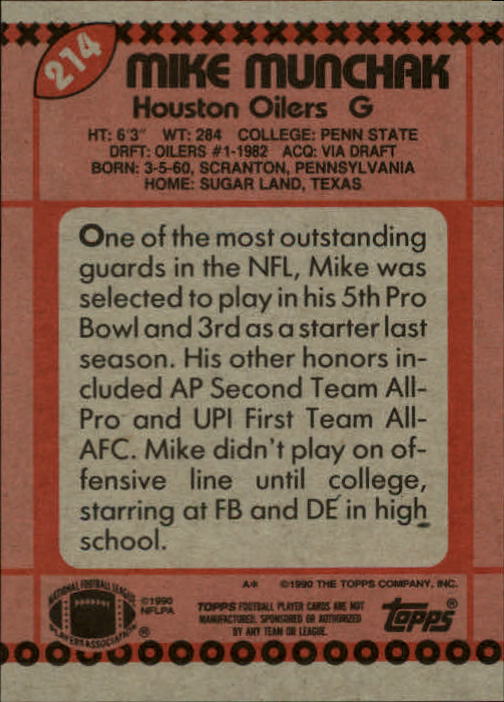 214
MIKE MUNCHAK
Houston Oilers G
HT: 6'3" WT: 284 COLLEGE: PENN STATE
DRFT: OILERS #1-1982 ACQ: VIA DRAFT
BORN: 3-5-60, SCRANTON, PENNSYLVANIA
HOME: SUGAR LAND, TEXAS
One of the most outstanding
guards in the NFL, Mike was
selected to play in his 5th Pro
Bowl and 3rd as a starter last
season. His other honors in-
cluded AP Second Team All-
Pro and UPI First Team All-
AFC. Mike didn't play on of-
fensive line until college,
starring at FB and DE in high
school.
A* ©1990 THE TOPPS COMPANY, INC.
NATIONAL FOOTBALL LEAGUE
PLAYERS ASSOCIATION ®
©1990
NFLPA
TOPPS FOOTBALL PLAYER CARDS ARE NOT
MANUFACTURED, SPONSORED OR AUTHORIZED
BY ANY TEAM OR LEAGUE.
Topps®